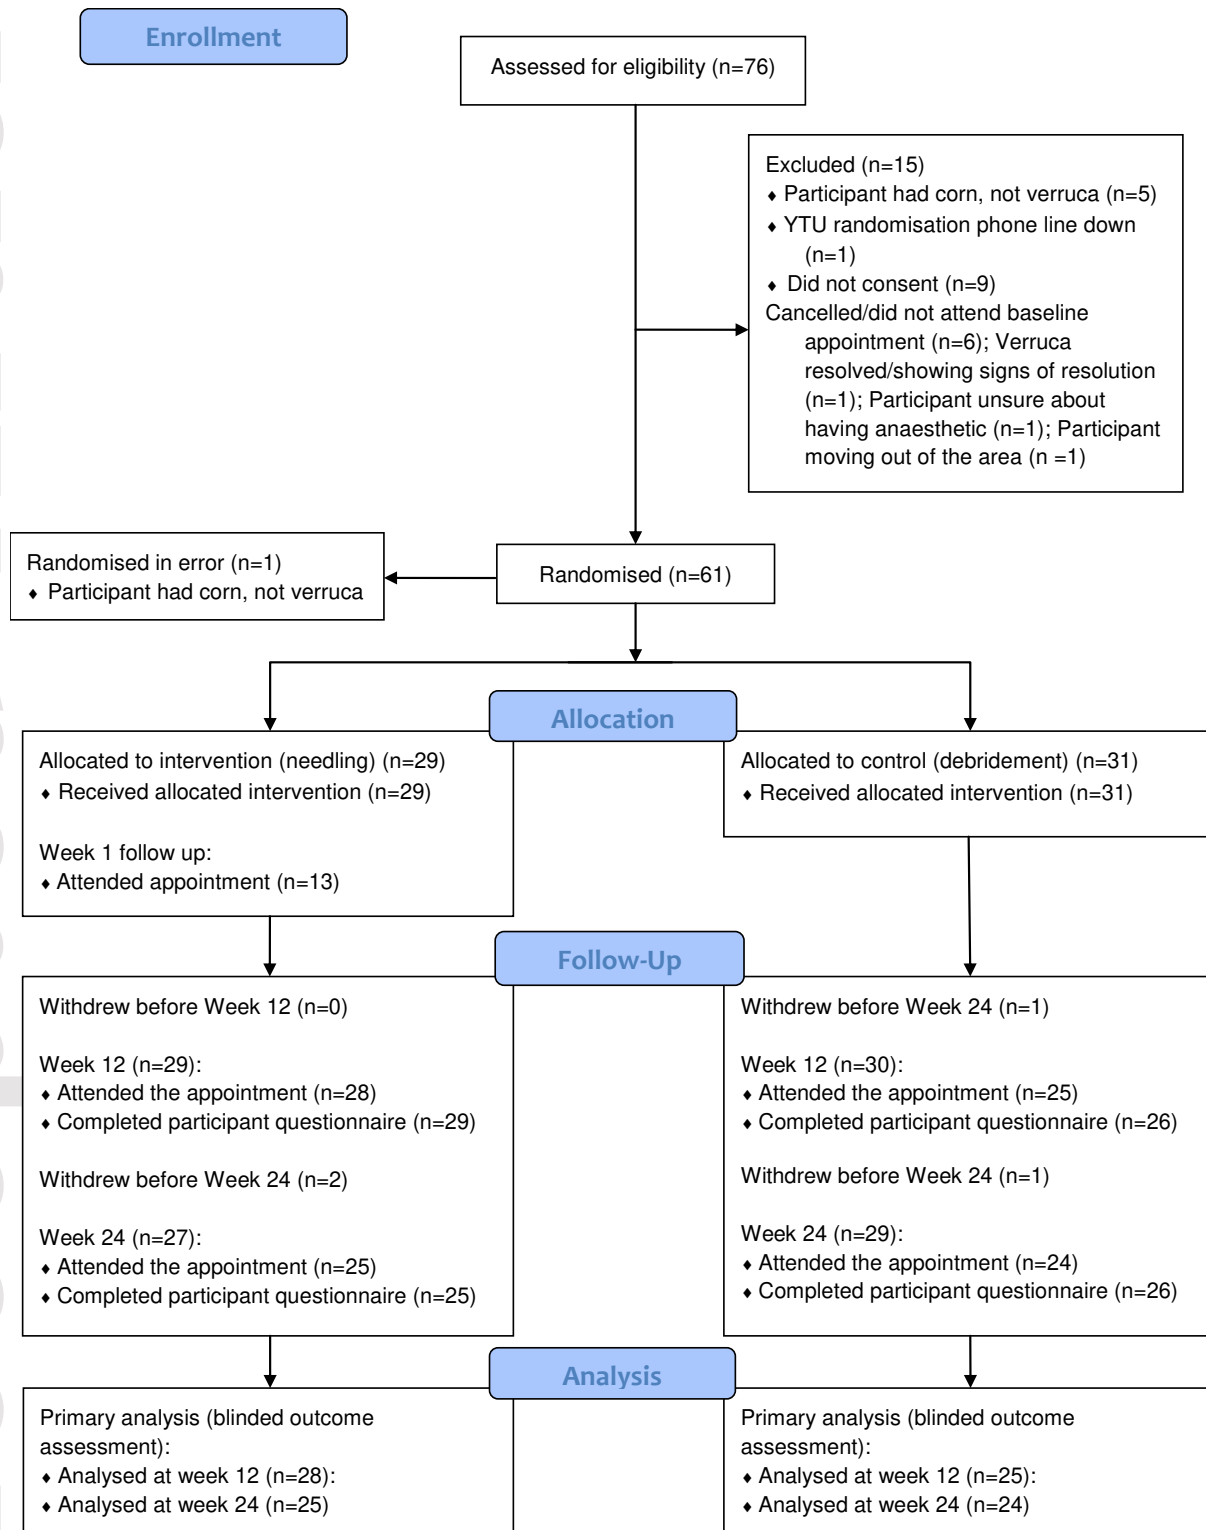 Enrollment
Assessed for eligibility (n=76)
Excluded (n=15)
♦ Participant had corn, not verruca (n=5)
♦ YTU randomisation phone line down
(n=1)
♦ Did not consent (n=9)
Cancelled/did not attend baseline
appointment (n=6); Verruca
resolved/showing signs of resolution
(n=1); Participant unsure about
having anaesthetic (n=1); Participant
moving out of the area (n =1)
Randomised in error (n=1)
♦ Participant had corn, not verruca
Randomised (n=61)
Allocation
Allocated to intervention (needling) (n=29)
♦ Received allocated intervention (n=29)
Week 1 follow up:
♦ Attended appointment (n=13)
Allocated to control (debridement) (n=31)
♦ Received allocated intervention (n=31)
Follow-Up
Withdrew before Week 12 (n=0)
Week 12 (n=29):
♦ Attended the appointment (n=28)
♦ Completed participant questionnaire (n=29)
Withdrew before Week 24 (n=2)
Week 24 (n=27):
♦ Attended the appointment (n=25)
♦ Completed participant questionnaire (n=25)
Withdrew before Week 24 (n=1)
Week 12 (n=30):
♦ Attended the appointment (n=25)
♦ Completed participant questionnaire (n=26)
Withdrew before Week 24 (n=1)
Week 24 (n=29):
♦ Attended the appointment (n=24)
♦ Completed participant questionnaire (n=26)
Analysis
Primary analysis (blinded outcome
assessment):
♦ Analysed at week 12 (n=28):
♦ Analysed at week 24 (n=25)
Primary analysis (blinded outcome
assessment):
♦ Analysed at week 12 (n=25):
♦ Analysed at week 24 (n=24)